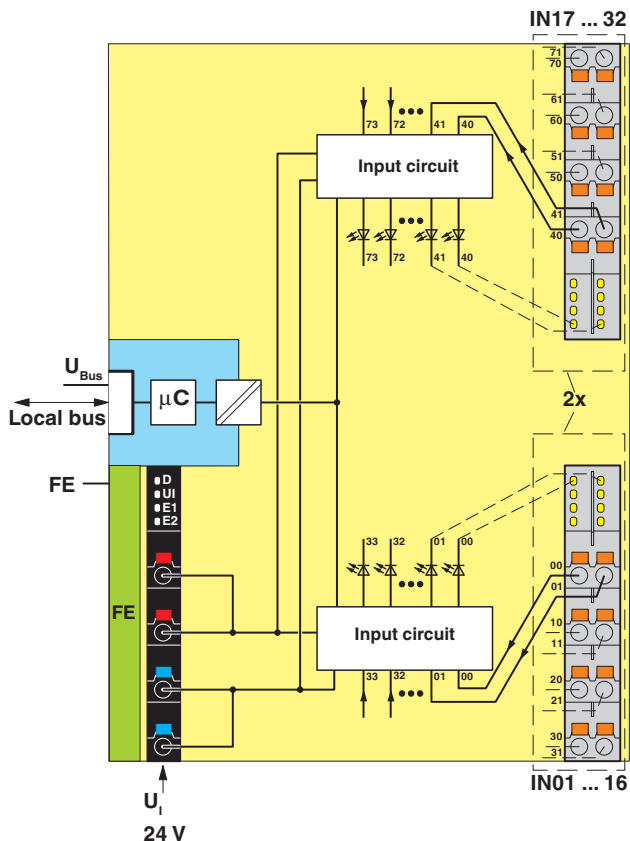 IN17 ... 32
71
70
61
60
51
50
41
40
73 72 41 40
Input circuit
73 72 41 40
U Bus
µC
Local bus
2x
FE
D
UI
E1
E2
FE
33 32 01 00
Input circuit
33 32 01 00
00
01
10
11
20
21
30
31
IN01 ... 16
U I
24 V